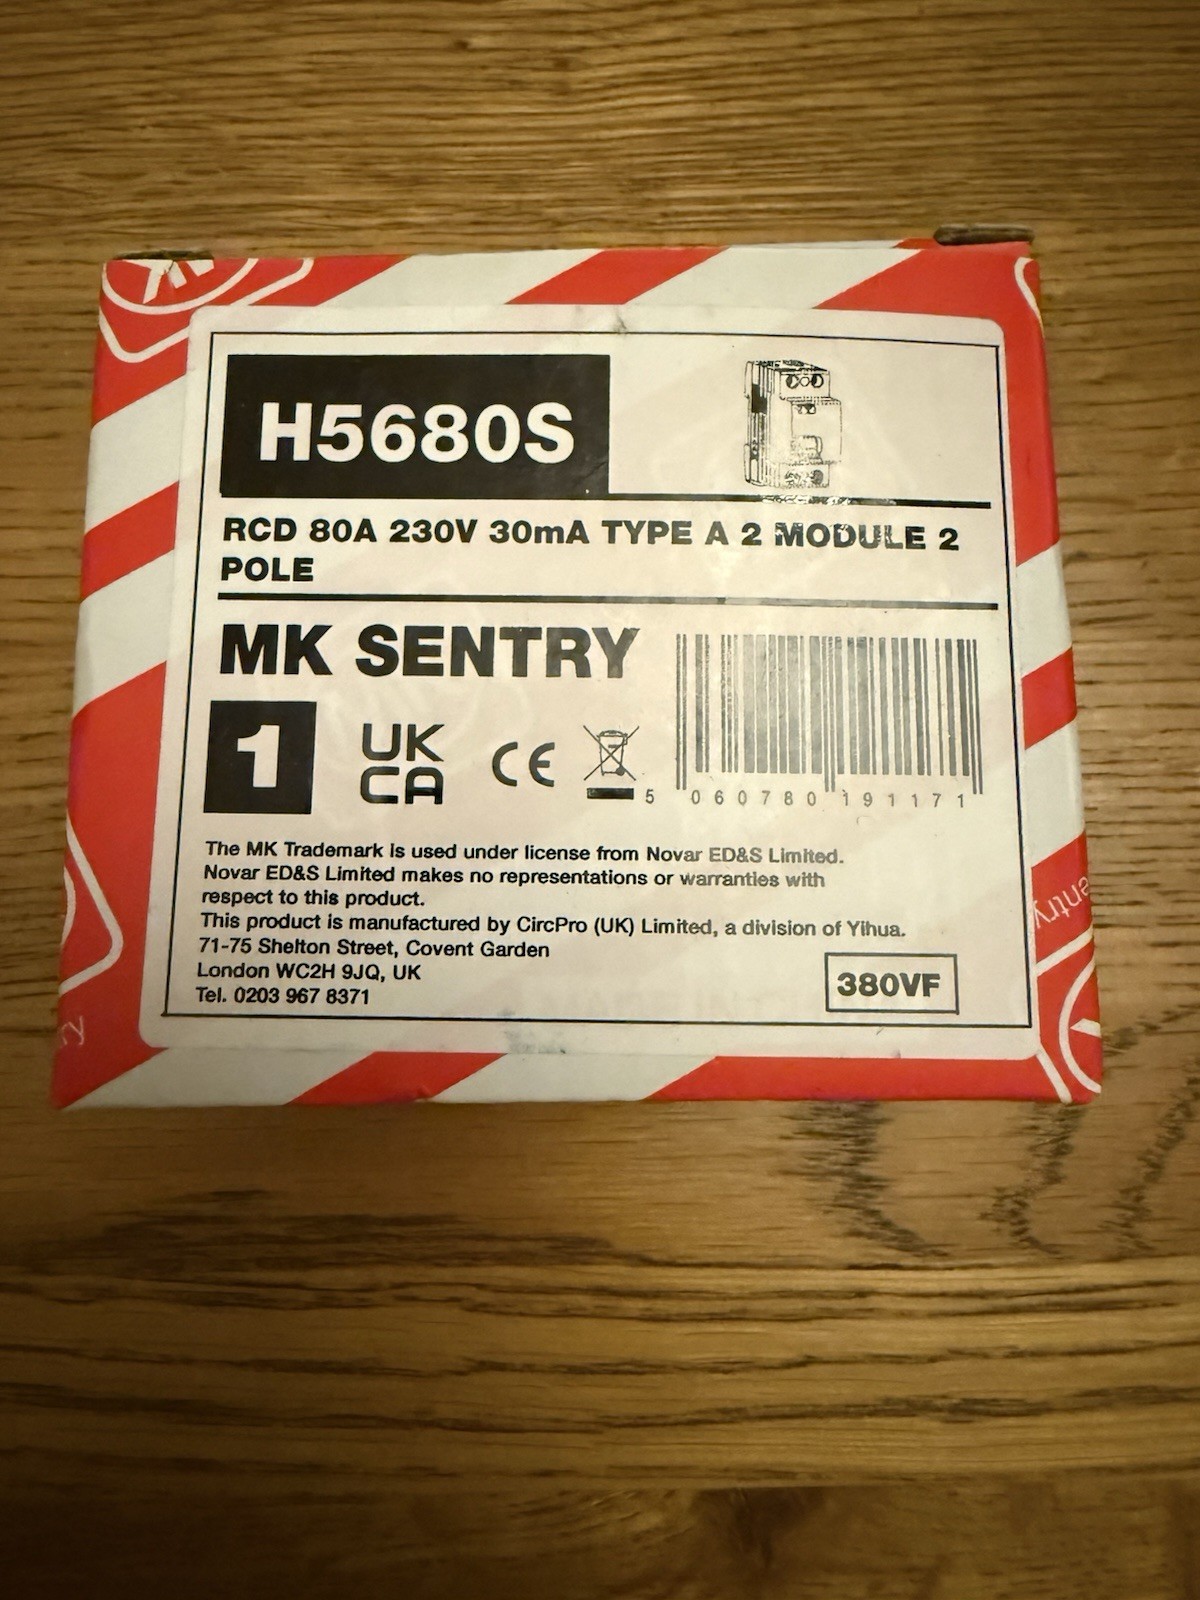 H5680S
RCD 80A 230V 30mA TYPE A 2 MODULE 2
POLE
MK SENTRY
1
UK
CA
CE
5 060780 191171
The MK Trademark is used under license from Novar ED&S Limited.
Novar ED&S Limited makes no representations or warranties with
respect to this product.
This product is manufactured by CircPro (UK) Limited, a division of Yihua.
71-75 Shelton Street, Covent Garden
London WC2H 9JQ, UK
Tel. 0203 967 8371
380VF
entry
ry